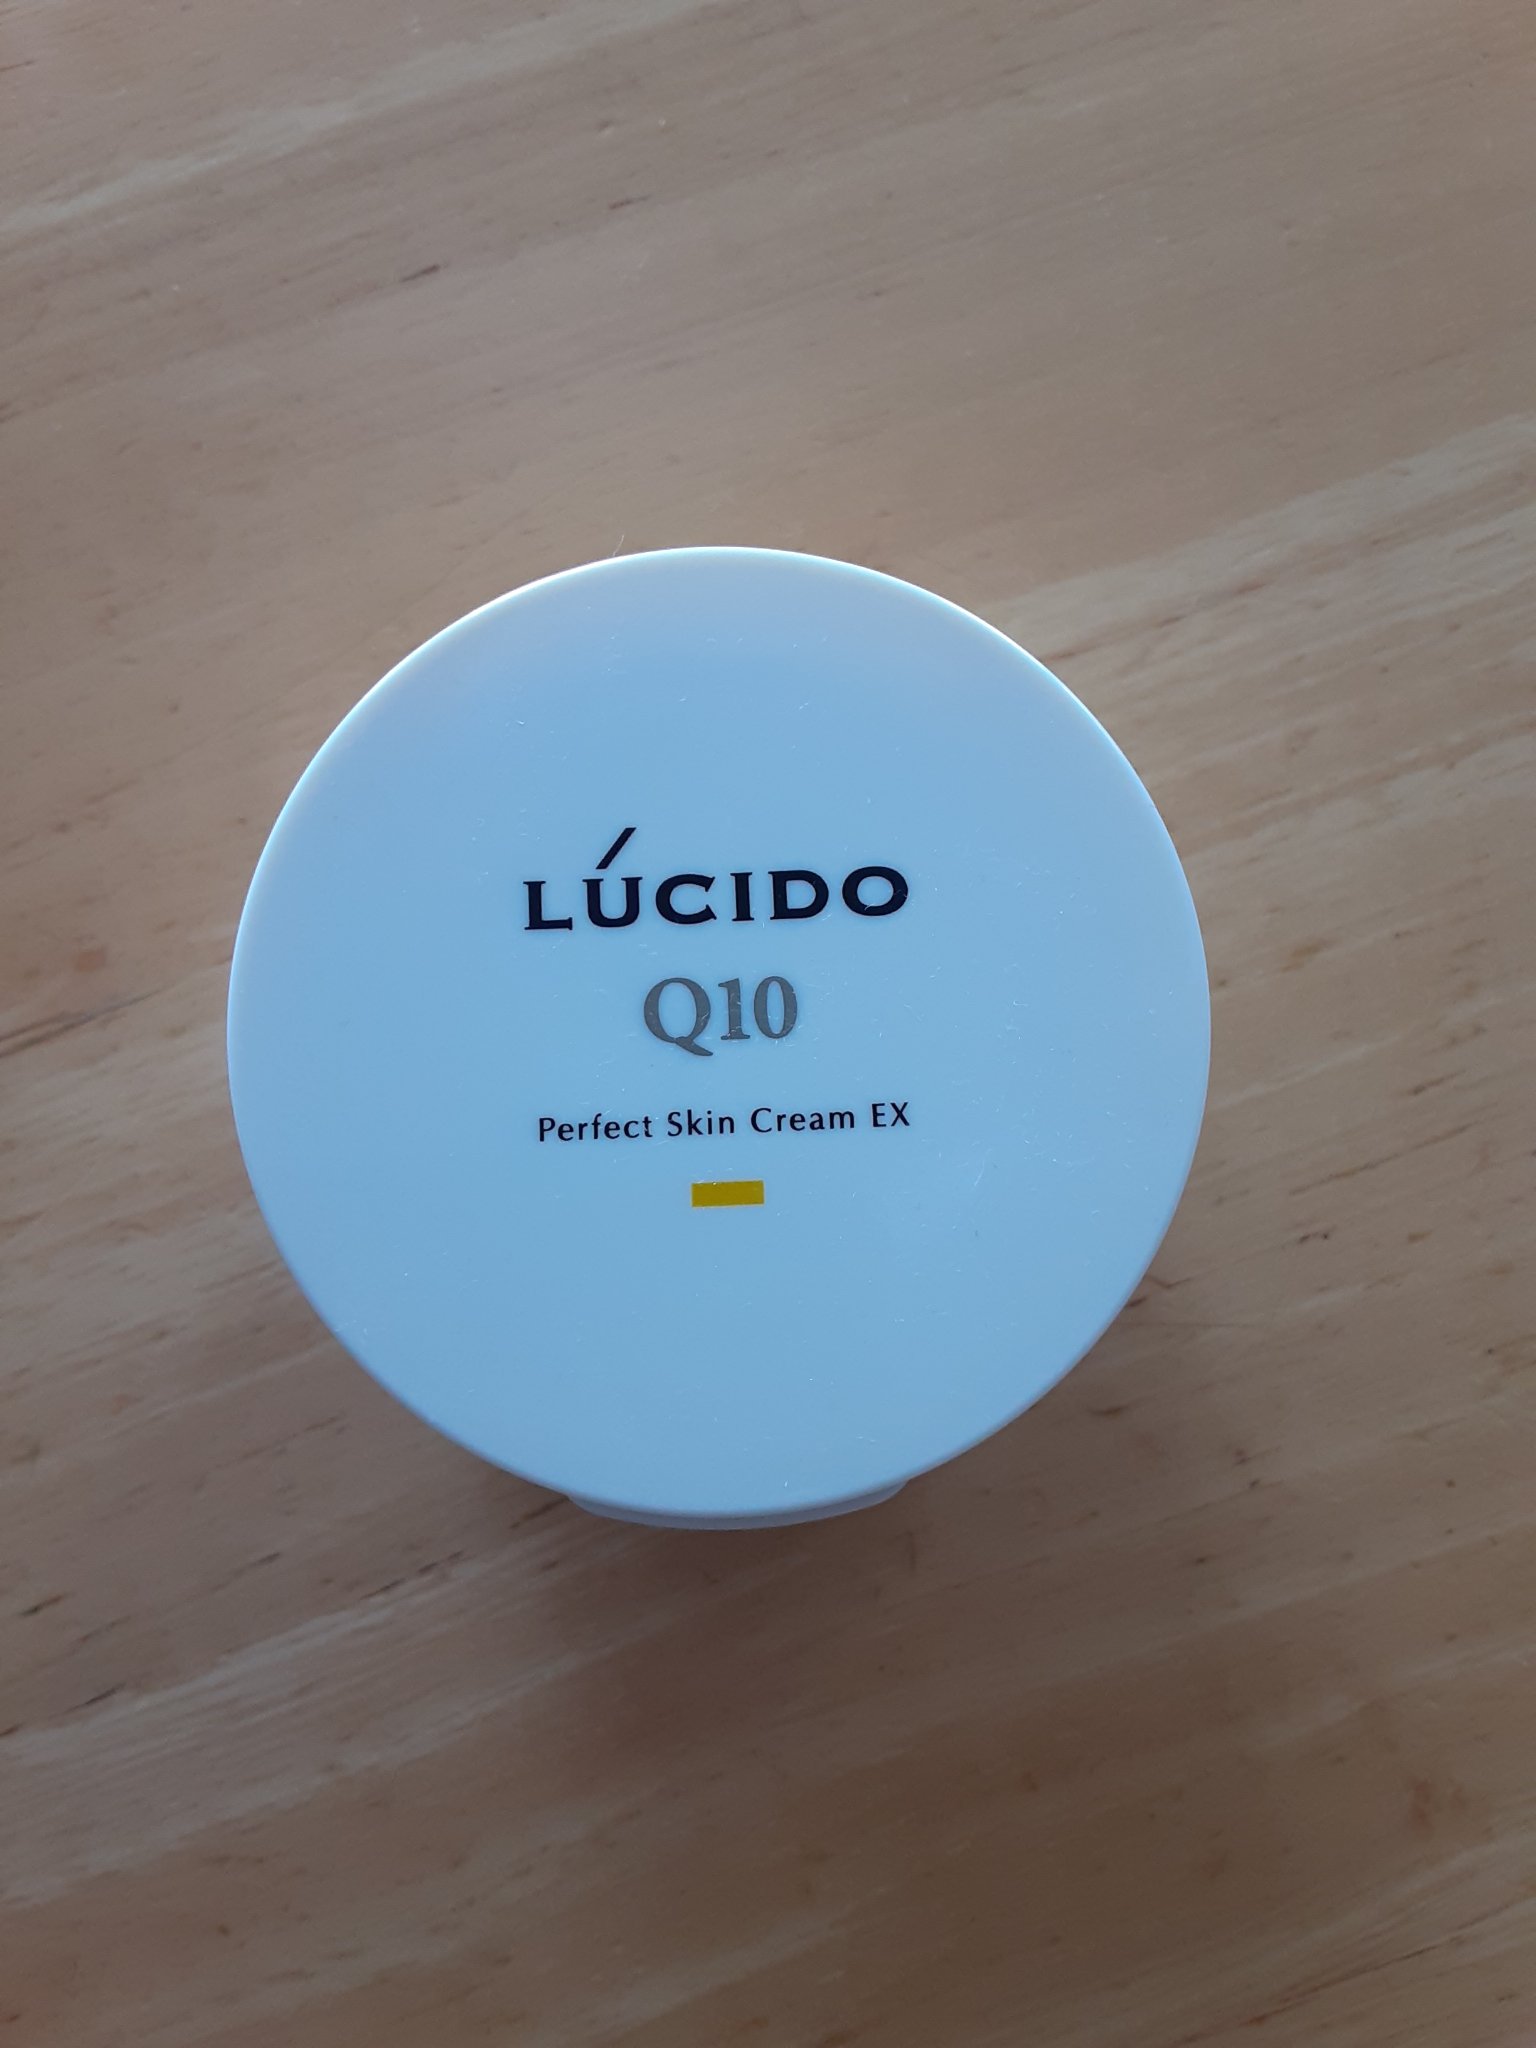 LÚCIDO
Q10
Perfect Skin Cream EX